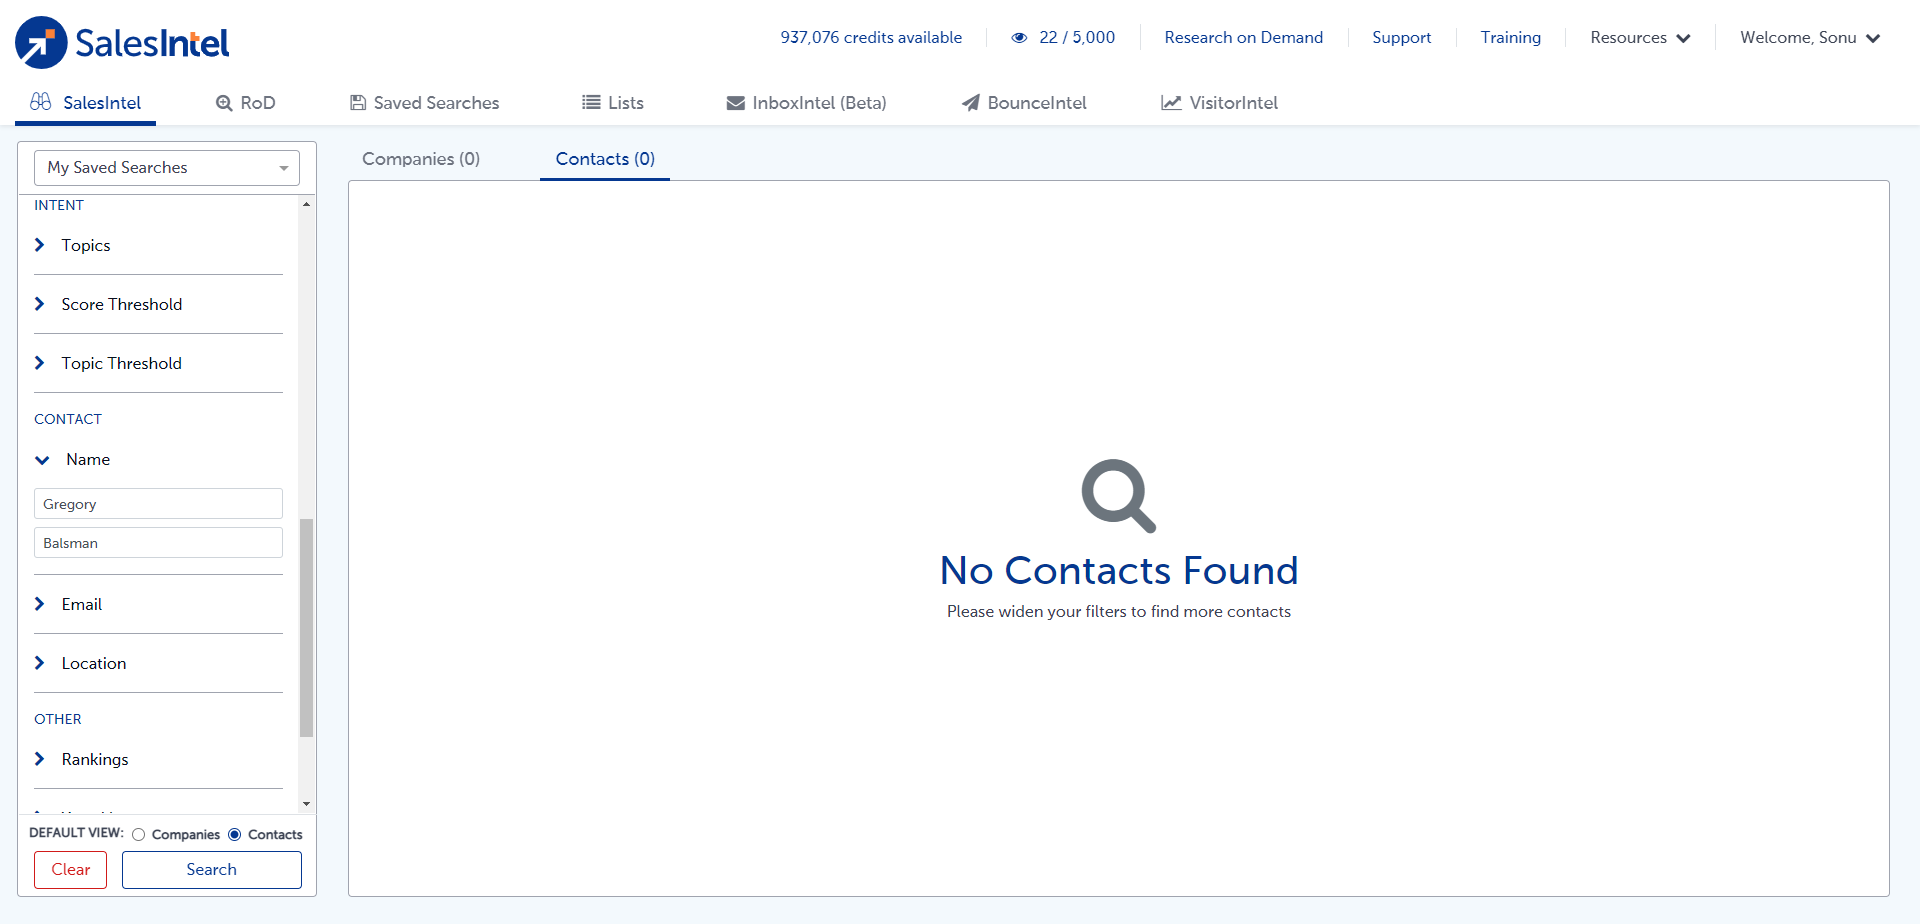 SalesIntel
937,076 credits available
22 / 5,000
Research on Demand
Support
Training
Resources
Welcome, Sonu
SalesIntel
RoD
Saved Searches
Lists
InboxIntel (Beta)
BounceIntel
VisitorIntel
My Saved Searches
INTENT
Topics
Score Threshold
Topic Threshold
CONTACT
Name
Gregory
Balsman
Email
Location
OTHER
Rankings
DEFAULT VIEW:
Companies
Contacts
Clear
Search
Companies (0)
Contacts (0)
No Contacts Found
Please widen your filters to find more contacts